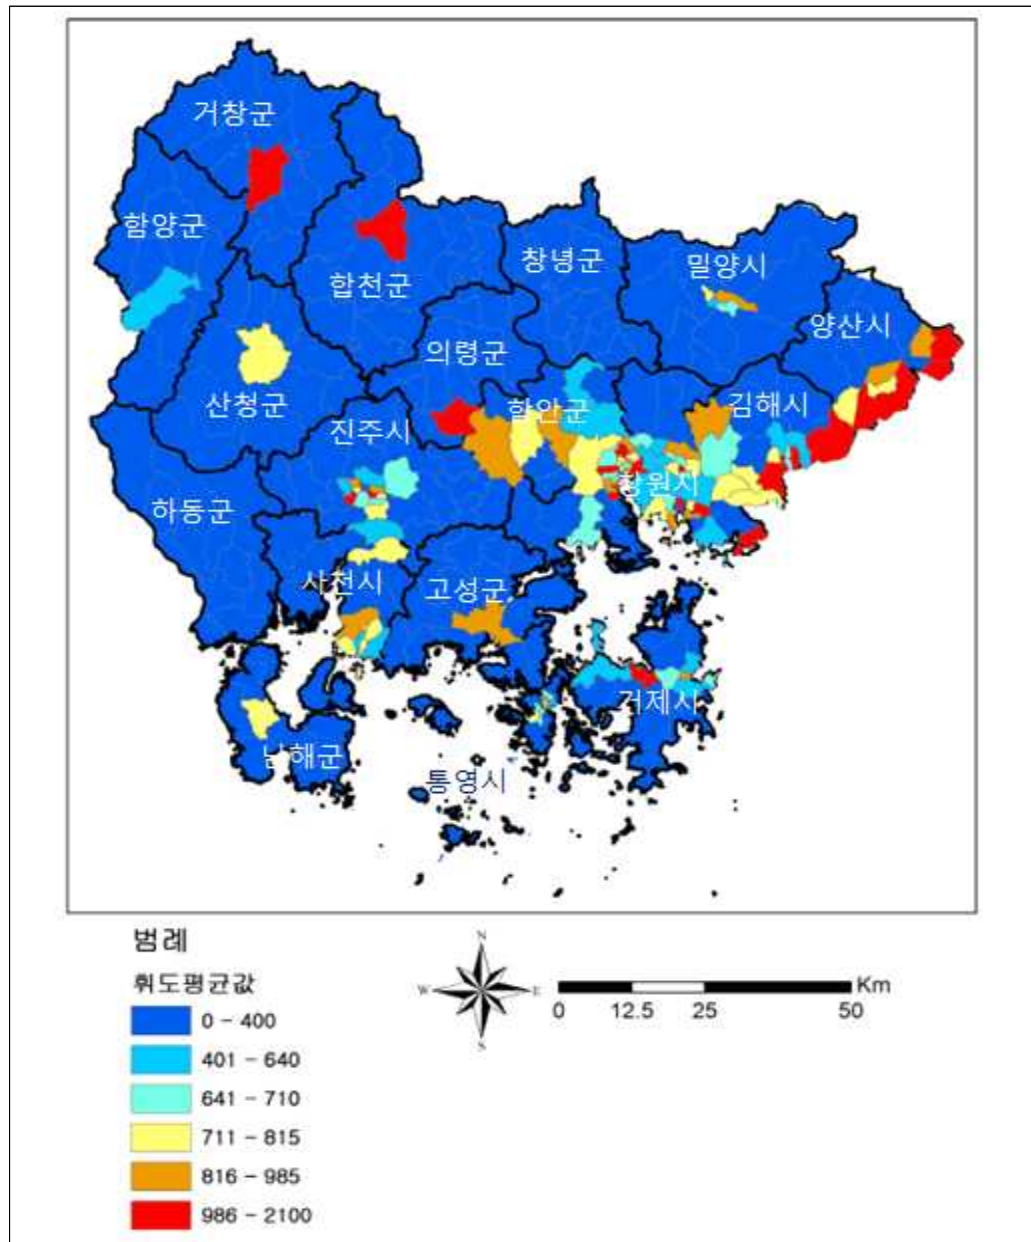 거창군
함양군
합천군
창녕군
밀양시
양산시
의령군
산청군
진주시
함안군
김해시
창원시
하동군
사천시
고성군
거제시
남해군
통영시
범례
휘도평균값
0 - 400
401 - 640
641 - 710
711 - 815
816 - 985
986 - 2100
N
W
E
S
Km
0 12.5 25 50